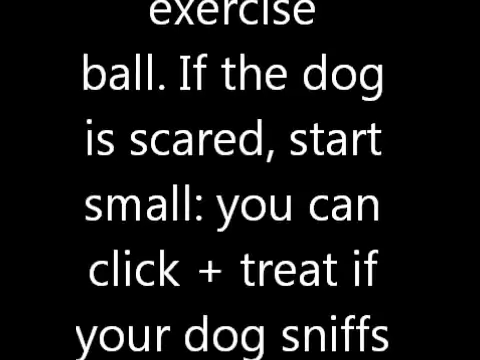 exercise
ball. If the dog
is scared, start
small: you can
click + treat if
your dog sniffs